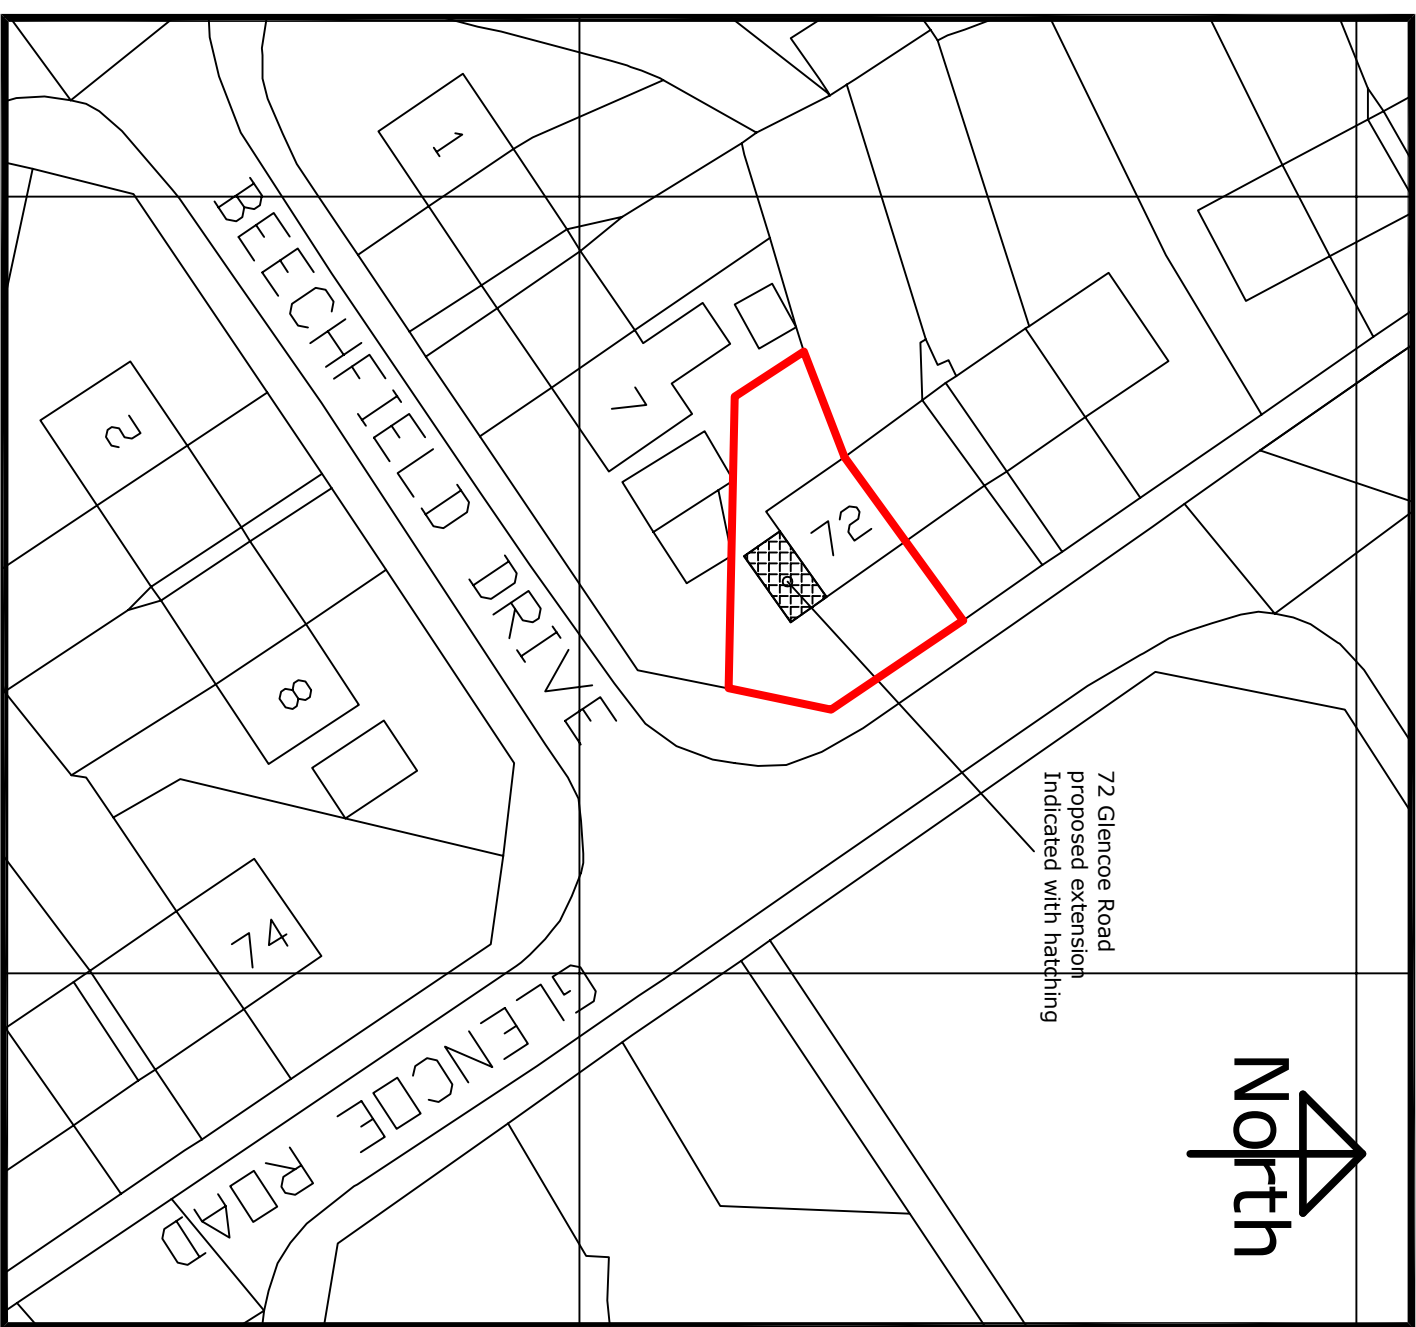 1
BEECHFIELD DRIVE
2
7
72
8
72 Glencoe Road
proposed extension
Indicated with hatching
74
GLENCOE ROAD
North